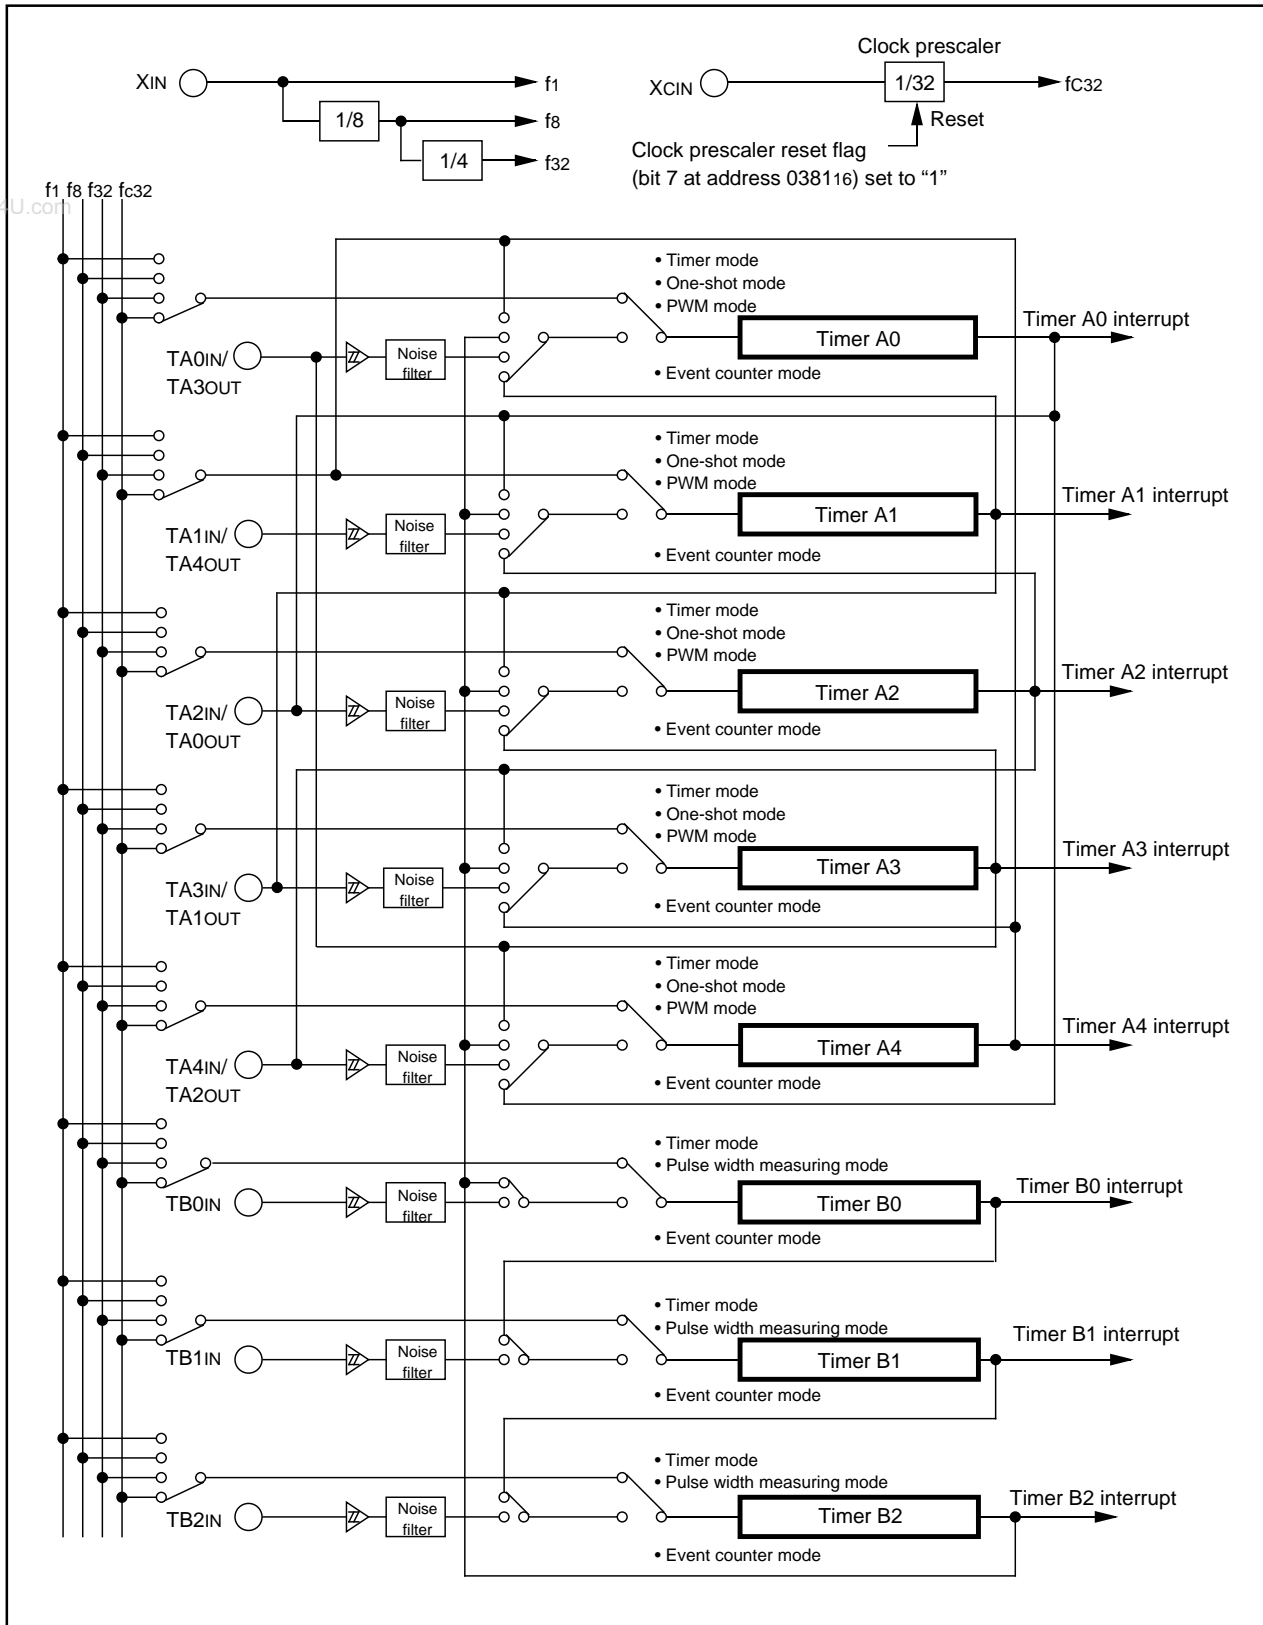 Clock prescaler
XIN
f1
XCIN
1/32
fC32
1/8
f8
Reset
1/4
f32
Clock prescaler reset flag
(bit 7 at address 038116) set to “1”
f1 f8 f32 fc32
4U.com
• Timer mode
• One-shot mode
• PWM mode
Timer A0 interrupt
Timer A0
TA0IN/
TA3OUT
Noise
filter
• Event counter mode
• Timer mode
• One-shot mode
• PWM mode
Timer A1 interrupt
Timer A1
TA1IN/
TA4OUT
Noise
filter
• Event counter mode
• Timer mode
• One-shot mode
• PWM mode
Timer A2 interrupt
Timer A2
TA2IN/
TA0OUT
Noise
filter
• Event counter mode
• Timer mode
• One-shot mode
• PWM mode
Timer A3 interrupt
Timer A3
TA3IN/
TA1OUT
Noise
filter
• Event counter mode
• Timer mode
• One-shot mode
• PWM mode
Timer A4 interrupt
Timer A4
TA4IN/
TA2OUT
Noise
filter
• Event counter mode
• Timer mode
• Pulse width measuring mode
Timer B0 interrupt
TB0IN
Noise
filter
Timer B0
• Event counter mode
• Timer mode
• Pulse width measuring mode
Timer B1 interrupt
TB1IN
Noise
filter
Timer B1
• Event counter mode
• Timer mode
• Pulse width measuring mode
Timer B2 interrupt
TB2IN
Noise
filter
Timer B2
• Event counter mode